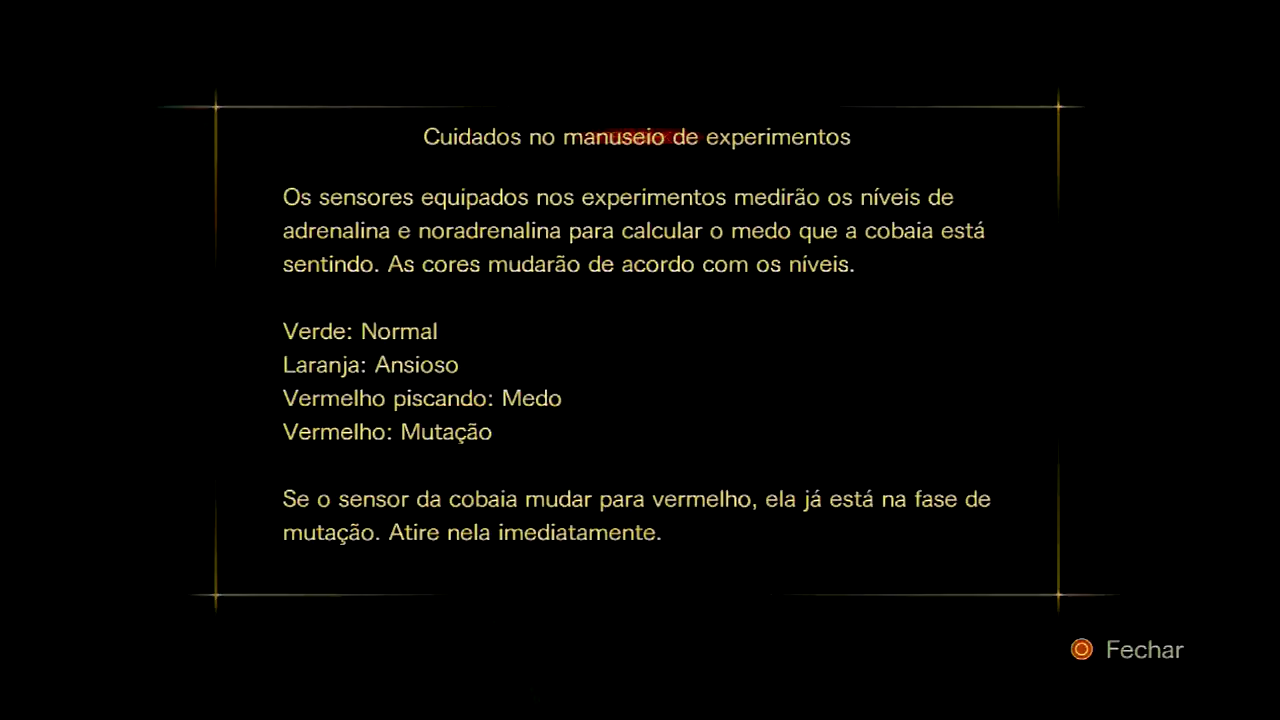 Cuidados no manuseio de experimentos
Os sensores equipados nos experimentos medirão os níveis de
adrenalina e noradrenalina para calcular o medo que a cobaia está
sentindo. As cores mudarão de acordo com os níveis.
Verde: Normal
Laranja: Ansioso
Vermelho piscando: Medo
Vermelho: Mutação
Se o sensor da cobaia mudar para vermelho, ela já está na fase de
mutação. Atire nela imediatamente.
Fechar